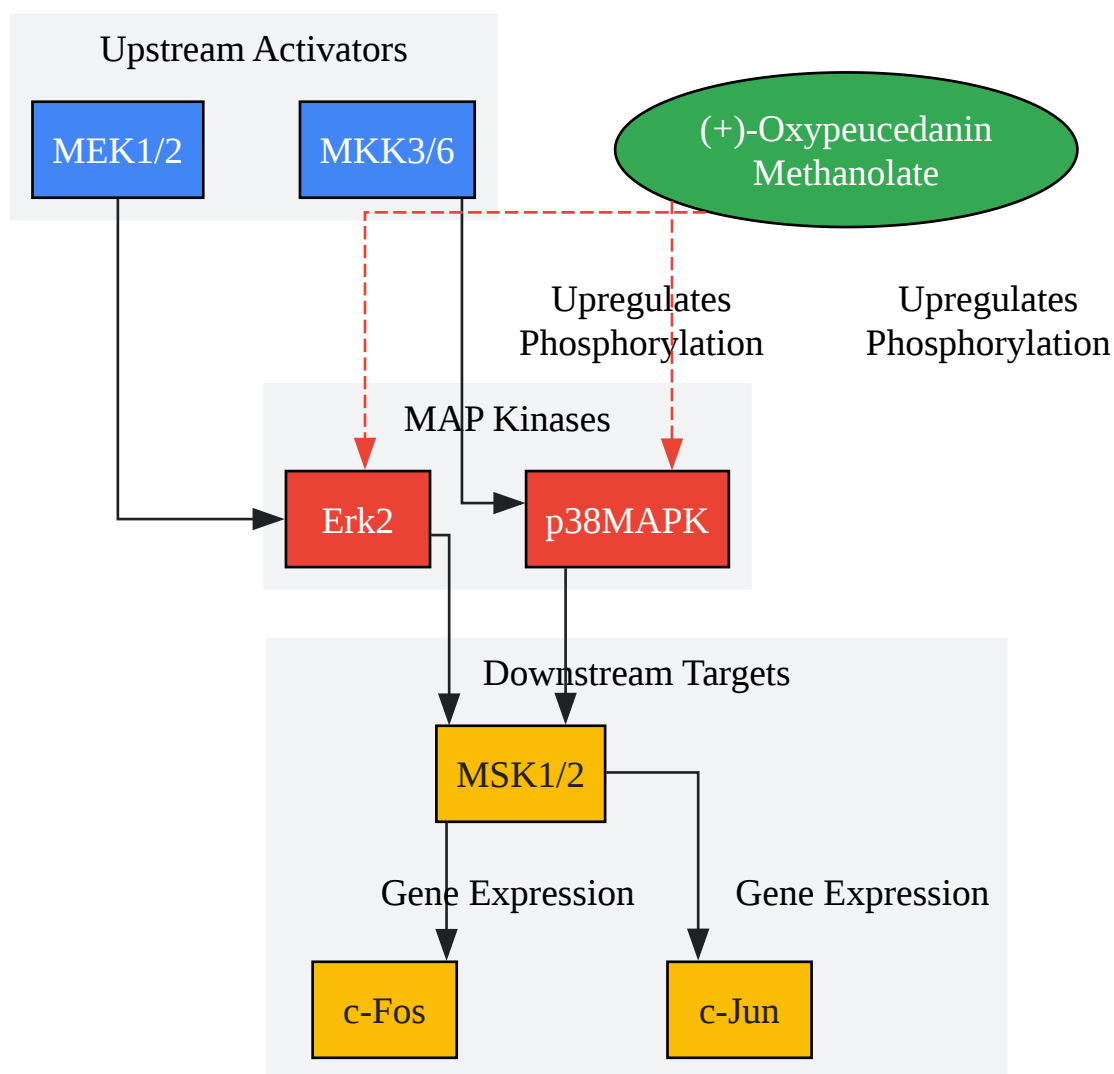 Upstream Activators
MEK1/2
MKK3/6
(+)-Oxypeucedanin
Methanolate
Upregulates
Phosphorylation
Upregulates
Phosphorylation
MAP Kinases
Erk2
p38MAPK
Downstream Targets
MSK1/2
Gene Expression
Gene Expression
c-Fos
c-Jun